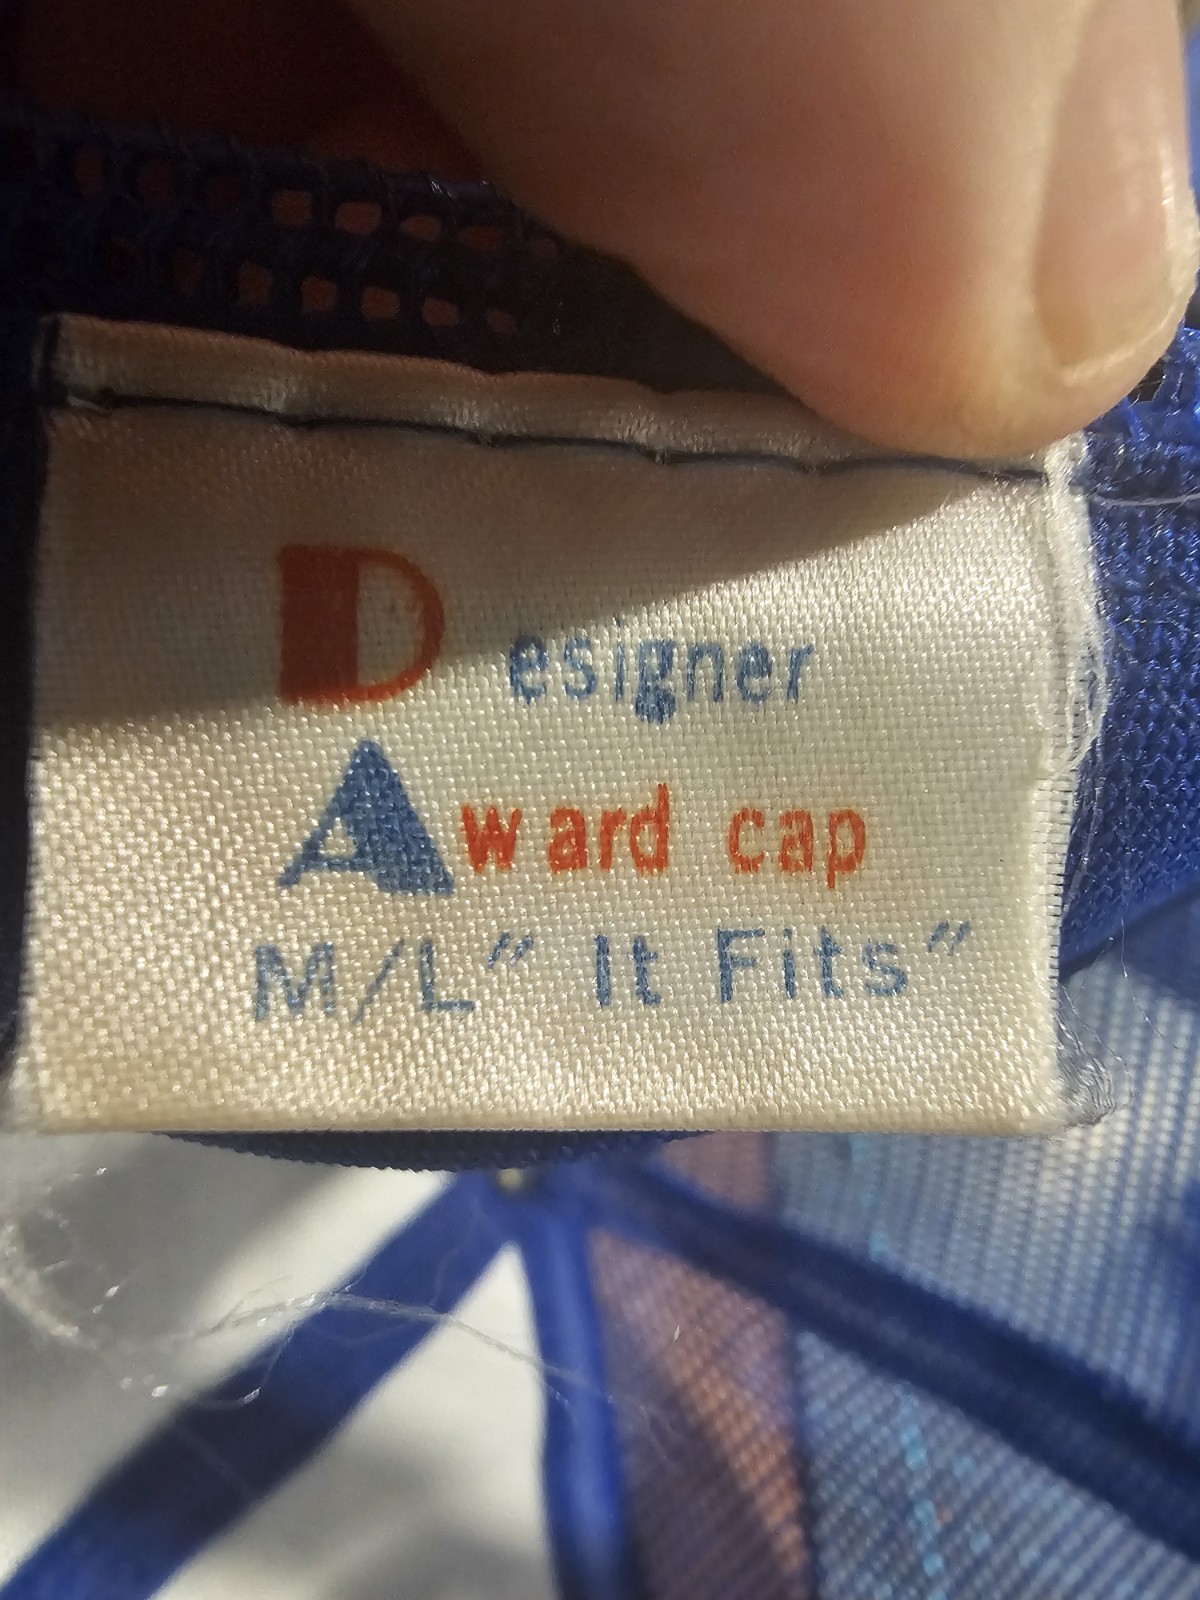 Designer
Award cap
M/L" It Fits"